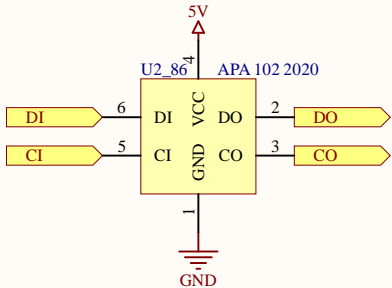 5V
4
U2_86 APA 102 2020
DI 6 DI VCC DO 2 DO
CI 5 CI GND CO 3 CO
1
GND